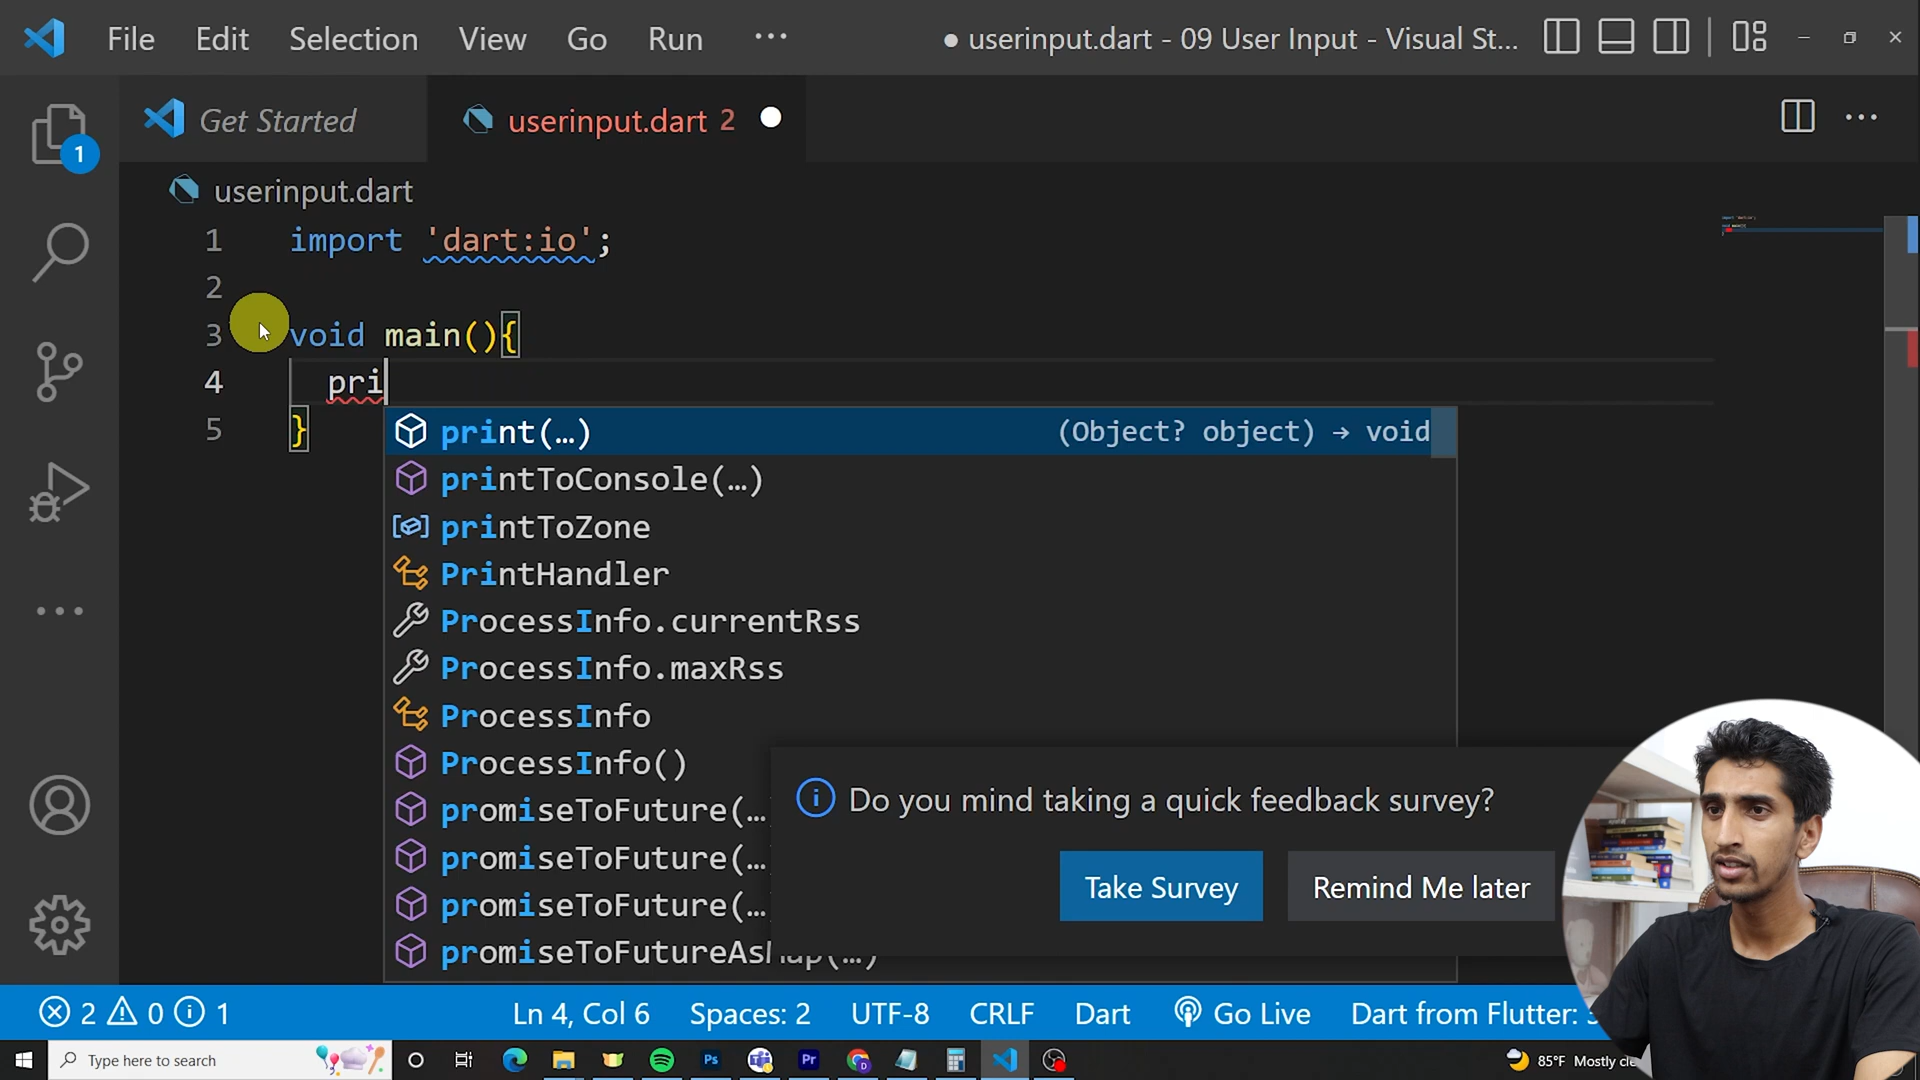 File Edit Selection View Go Run ···
● userinput.dart - 09 User Input - Visual St...
Get Started
userinput.dart 2
1
userinput.dart
1 import 'dart:io';
2
3 void main(){
4 pri
5 }
print(…) (Object? object) → void
printToConsole(…)
printToZone
PrintHandler
ProcessInfo.currentRss
ProcessInfo.maxRss
ProcessInfo
ProcessInfo()
promiseToFuture(…
promiseToFuture(…
promiseToFuture(…
promiseToFutureAsMap(…)
Do you mind taking a quick feedback survey?
Take Survey Remind Me later
2 0 1 Ln 4, Col 6 Spaces: 2 UTF-8 CRLF Dart Go Live Dart from Flutter:
Type here to search 85°F Mostly